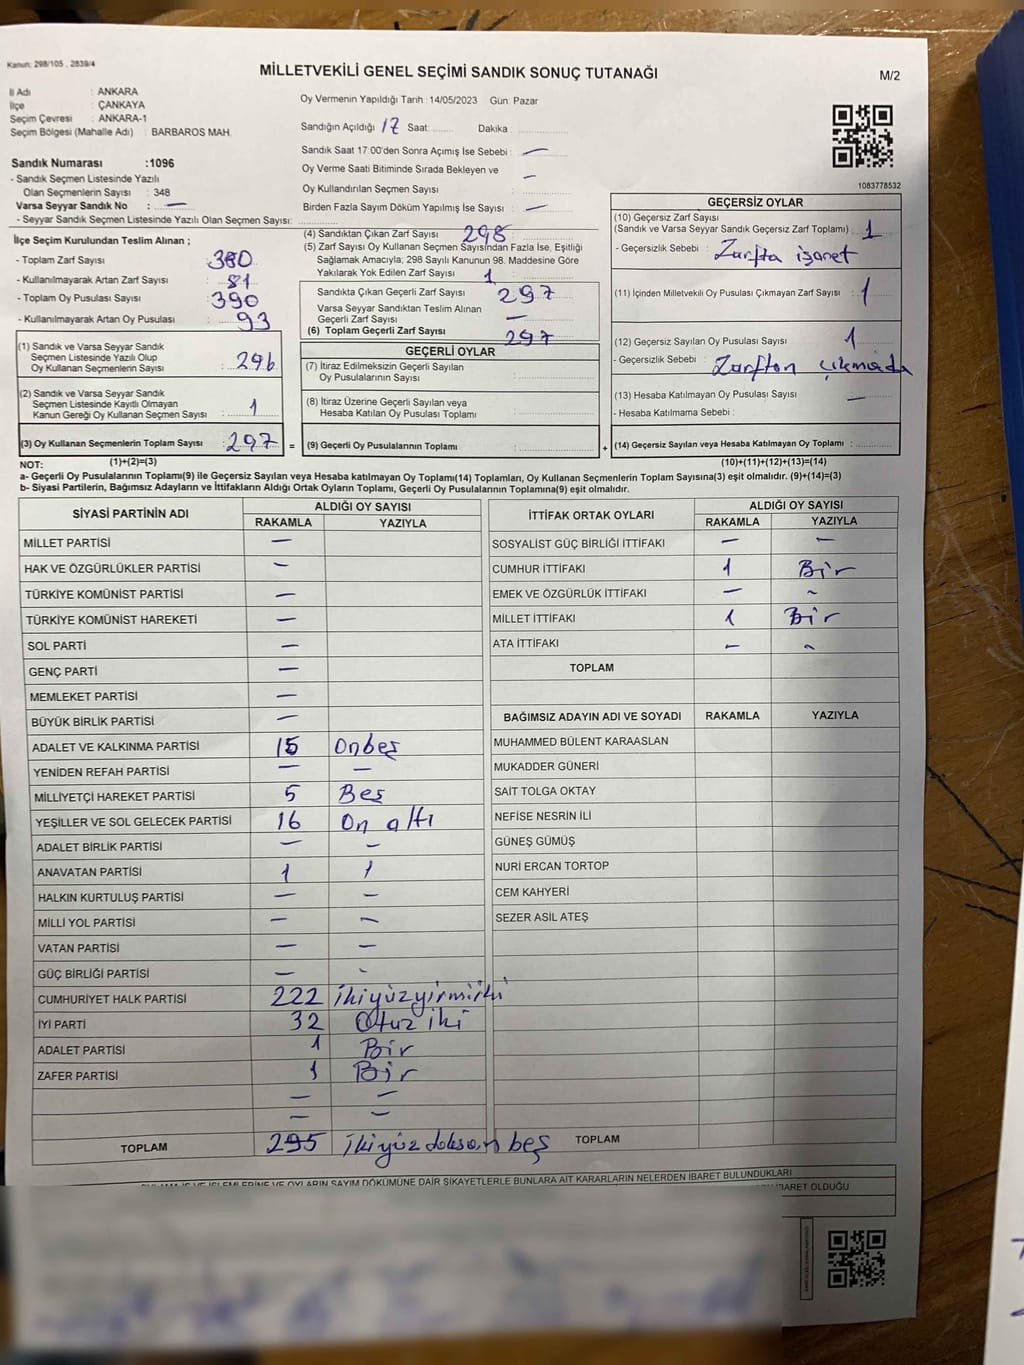 Kanun: 298/105 , 2839/4
MİLLETVEKİLİ GENEL SEÇİMİ SANDIK SONUÇ TUTANAĞI
M/2
İl Adı : ANKARA
İlçe : ÇANKAYA
Seçim Çevresi : ANKARA-1
Seçim Bölgesi (Mahalle Adı) : BARBAROS MAH.
Sandık Numarası :1096
- Sandık Seçmen Listesinde Yazılı
Olan Seçmenlerin Sayısı : 348
Varsa Seyyar Sandık No : —
- Seyyar Sandık Seçmen Listesinde Yazılı Olan Seçmen Sayısı:
Oy Vermenin Yapıldığı Tarih : 14/05/2023 Gün: Pazar
Sandığın Açıldığı 17 Saat: Dakika :
Sandık Saat 17:00'den Sonra Açımış İse Sebebi : —
Oy Verme Saati Bitiminde Sırada Bekleyen ve
Oy Kullandırılan Seçmen Sayısı —
Birden Fazla Sayım Döküm Yapılmış İse Sayısı : —
1083778532
İlçe Seçim Kurulundan Teslim Alınan ;
- Toplam Zarf Sayısı : 380
- Kullanılmayarak Artan Zarf Sayısı : 81
- Toplam Oy Pusulası Sayısı : 390
- Kullanılmayarak Artan Oy Pusulası : 93
(1) Sandık ve Varsa Seyyar Sandık
Seçmen Listesinde Yazılı Olup
Oy Kullanan Seçmenlerin Sayısı : 296
(2) Sandık ve Varsa Seyyar Sandık
Seçmen Listesinde Kayıtlı Olmayan
Kanun Gereği Oy Kullanan Seçmen Sayısı : 1
(3) Oy Kullanan Seçmenlerin Toplam Sayısı : 297 =
(1)+(2)=(3)
(4) Sandıktan Çıkan Zarf Sayısı 298
(5) Zarf Sayısı Oy Kullanan Seçmen Sayısından Fazla İse, Eşitliği
Sağlamak Amacıyla; 298 Sayılı Kanunun 98. Maddesine Göre
Yakılarak Yok Edilen Zarf Sayısı : 1
Sandıkta Çıkan Geçerli Zarf Sayısı : 297
Varsa Seyyar Sandıktan Teslim Alınan
Geçerli Zarf Sayısı : —
(6) Toplam Geçerli Zarf Sayısı : 297
GEÇERLİ OYLAR
(7) İtiraz Edilmeksizin Geçerli Sayılan
Oy Pusulalarının Sayısı :
(8) İtiraz Üzerine Geçerli Sayılan veya
Hesaba Katılan Oy Pusulası Toplamı :
(9) Geçerli Oy Pusulalarının Toplamı : +
GEÇERSİZ OYLAR
(10) Geçersiz Zarf Sayısı
(Sandık ve Varsa Seyyar Sandık Geçersiz Zarf Toplamı) : 1
- Geçersizlik Sebebi : Zarfta işaret
(11) İçinden Milletvekili Oy Pusulası Çıkmayan Zarf Sayısı : 1
(12) Geçersiz Sayılan Oy Pusulası Sayısı : 1
- Geçersizlik Sebebi : Zarftan çıkmada
(13) Hesaba Katılmayan Oy Pusulası Sayısı : —
- Hesaba Katılmama Sebebi :
(14) Geçersiz Sayılan veya Hesaba Katılmayan Oy Toplamı :
(10)+(11)+(12)+(13)=(14)
NOT:
a- Geçerli Oy Pusulalarının Toplamı(9) ile Geçersiz Sayılan veya Hesaba katılmayan Oy Toplamı(14) Toplamları, Oy Kullanan Seçmenlerin Toplam Sayısına(3) eşit olmalıdır. (9)+(14)=(3)
b- Siyasi Partilerin, Bağımsız Adayların ve İttifakların Aldığı Ortak Oyların Toplamı, Geçerli Oy Pusulalarının Toplamına(9) eşit olmalıdır.
SİYASİ PARTİNİN ADI ALDIĞI OY SAYISI
RAKAMLA YAZIYLA
MİLLET PARTİSİ —
HAK VE ÖZGÜRLÜKLER PARTİSİ —
TÜRKİYE KOMÜNİST PARTİSİ —
TÜRKİYE KOMÜNİST HAREKETİ —
SOL PARTİ —
GENÇ PARTİ —
MEMLEKET PARTİSİ —
BÜYÜK BİRLİK PARTİSİ —
ADALET VE KALKINMA PARTİSİ 15 Onbeş
YENİDEN REFAH PARTİSİ — —
MİLLİYETÇİ HAREKET PARTİSİ 5 Beş
YEŞİLLER VE SOL GELECEK PARTİSİ 16 On altı
ADALET BİRLİK PARTİSİ — —
ANAVATAN PARTİSİ 1 1
HALKIN KURTULUŞ PARTİSİ — —
MİLLİ YOL PARTİSİ — —
VATAN PARTİSİ — —
GÜÇ BİRLİĞİ PARTİSİ — —
CUMHURİYET HALK PARTİSİ 222 ikiyüzyirmiiki
İYİ PARTİ 32 Otuz iki
ADALET PARTİSİ 1 Bir
ZAFER PARTİSİ 1 Bir
— —
— —
TOPLAM 295 ikiyüz doksan beş
İTTİFAK ORTAK OYLARI ALDIĞI OY SAYISI
RAKAMLA YAZIYLA
SOSYALİST GÜÇ BİRLİĞİ İTTİFAKI — —
CUMHUR İTTİFAKI 1 Bir
EMEK VE ÖZGÜRLÜK İTTİFAKI — —
MİLLET İTTİFAKI 1 Bir
ATA İTTİFAKI — —
TOPLAM
BAĞIMSIZ ADAYIN ADI VE SOYADI RAKAMLA YAZIYLA
MUHAMMED BÜLENT KARAASLAN
MUKADDER GÜNERİ
SAİT TOLGA OKTAY
NEFİSE NESRİN İLİ
GÜNEŞ GÜMÜŞ
NURİ ERCAN TORTOP
CEM KAHYERİ
SEZER ASİL ATEŞ
TOPLAM
OYLARIN SAYIM DÖKÜMÜNE DAİR ŞİKAYETLERLE BUNLARA AİT KARARLARIN NELERDEN İBARET BULUNDUKLARI
İBARET OLDUĞU